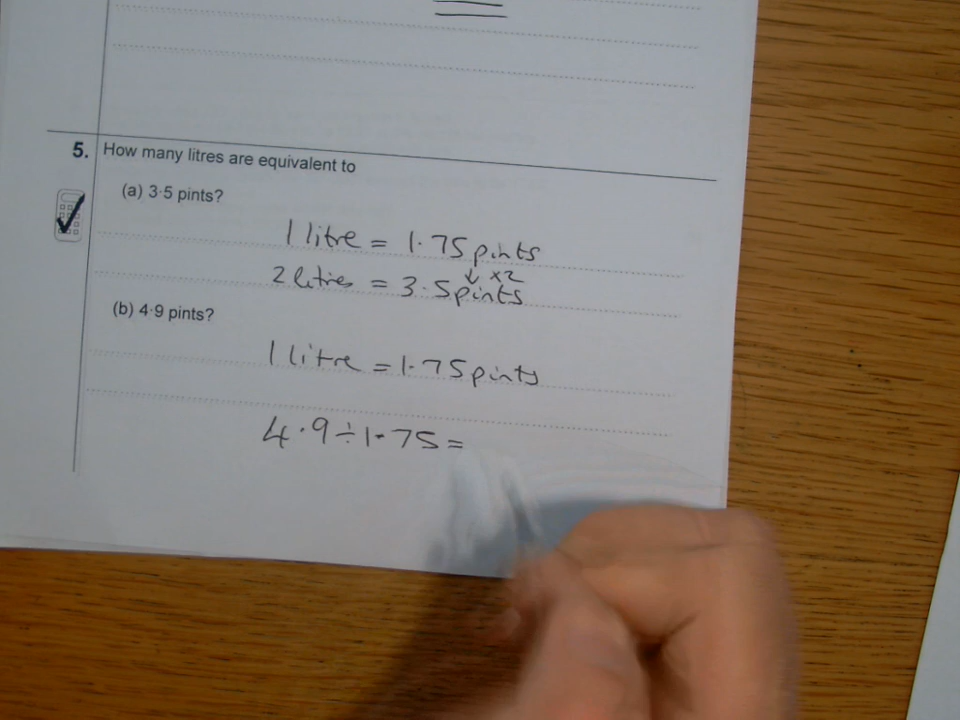 5. How many litres are equivalent to
(a) 3·5 pints?
1 litre = 1.75 pints
↓ ×2
2 litres = 3.5 pints
(b) 4·9 pints?
1 litre = 1.75 pints
4.9 ÷ 1.75 =